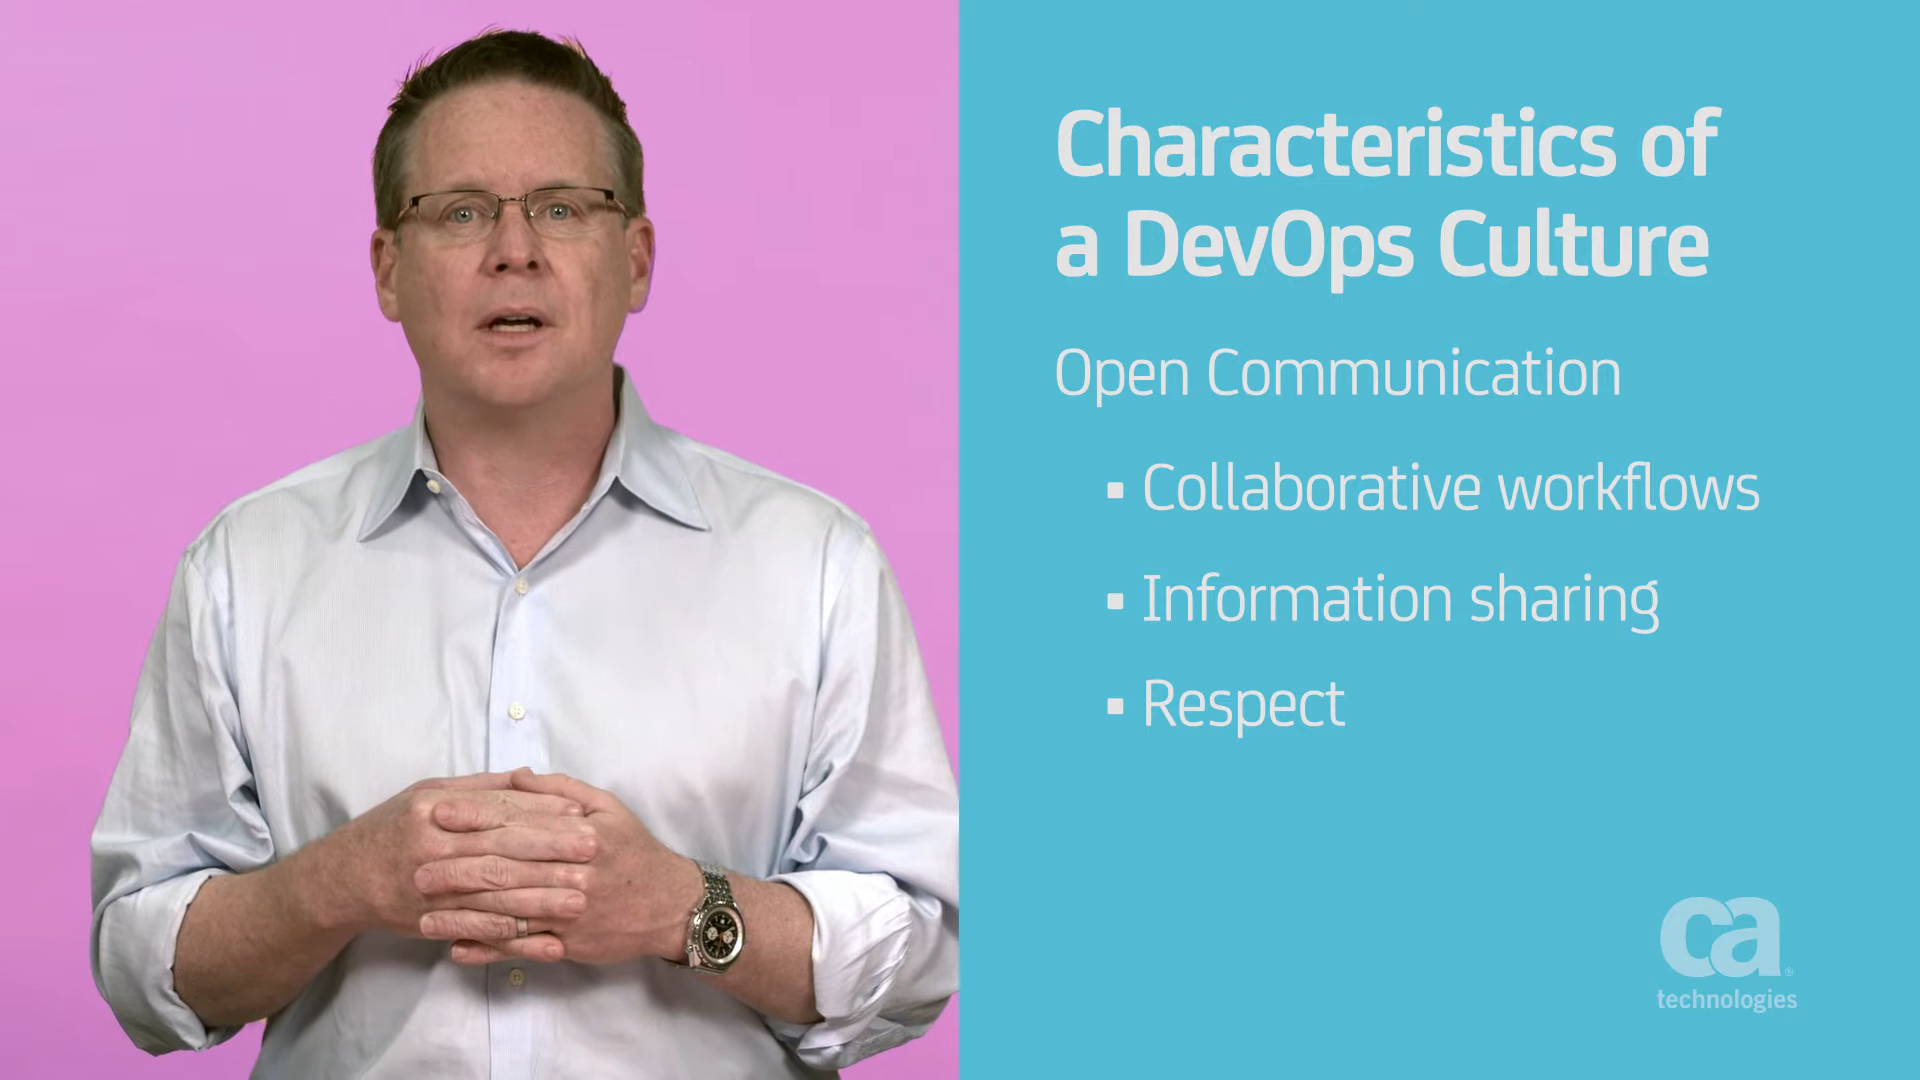 Characteristics of
a DevOps Culture
Open Communication
▪ Collaborative workflows
▪ Information sharing
▪ Respect
ca®
technologies